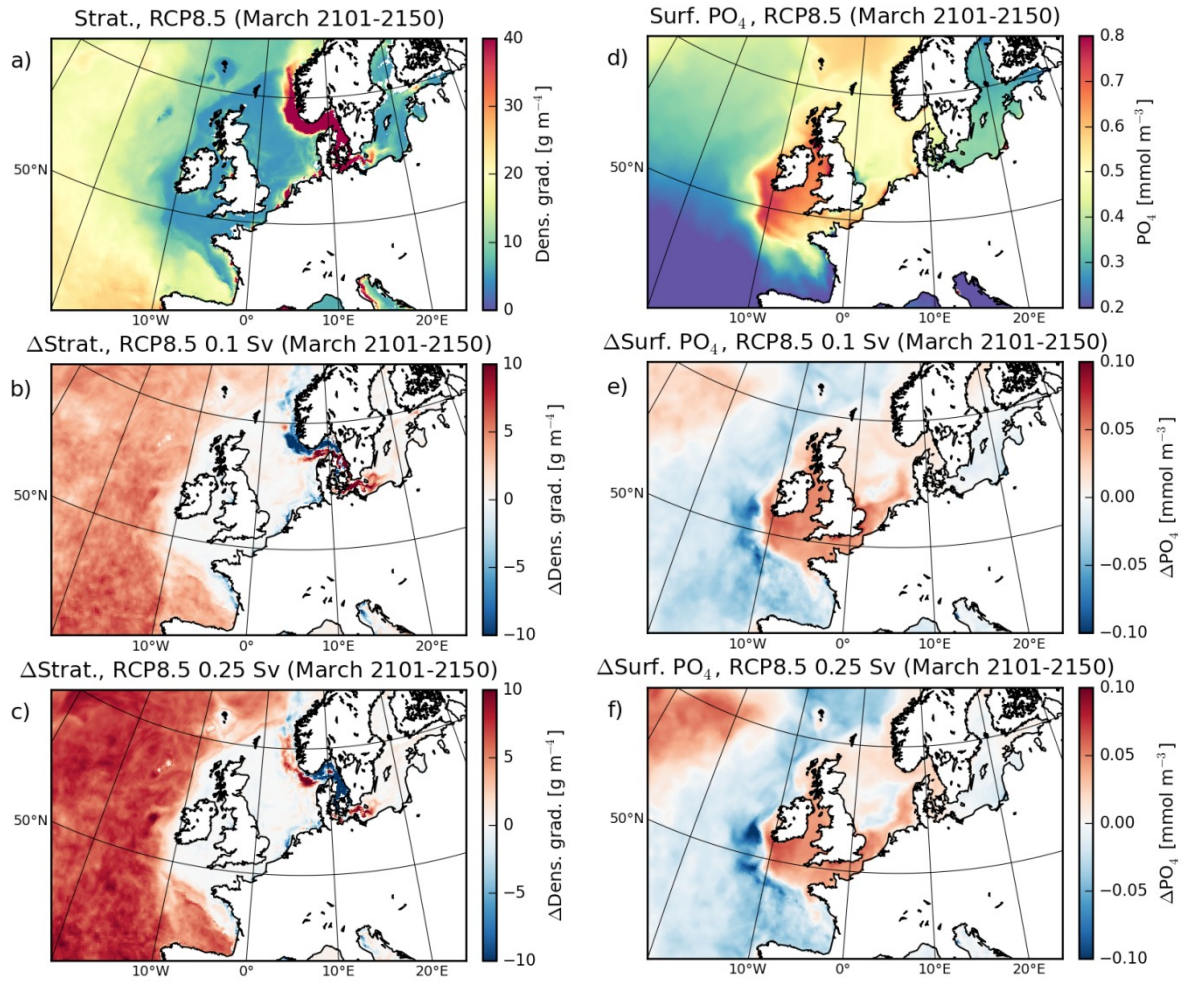 Strat., RCP8.5 (March 2101-2150)
a)
50°N
10°W 0° 10°E 20°E
40
30
20
10
0
Dens. grad. [g m⁻⁴]
Surf. PO₄, RCP8.5 (March 2101-2150)
d)
50°N
10°W 0° 10°E 20°E
0.8
0.7
0.6
0.5
0.4
0.3
0.2
PO₄ [mmol m⁻³]
ΔStrat., RCP8.5 0.1 Sv (March 2101-2150)
b)
50°N
10°W 0° 10°E 20°E
10
5
0
−5
−10
ΔDens. grad. [g m⁻⁴]
ΔSurf. PO₄, RCP8.5 0.1 Sv (March 2101-2150)
e)
50°N
10°W 0° 10°E 20°E
0.10
0.05
0.00
−0.05
−0.10
ΔPO₄ [mmol m⁻³]
ΔStrat., RCP8.5 0.25 Sv (March 2101-2150)
c)
50°N
10°W 0° 10°E 20°E
10
5
0
−5
−10
ΔDens. grad. [g m⁻⁴]
ΔSurf. PO₄, RCP8.5 0.25 Sv (March 2101-2150)
f)
50°N
10°W 0° 10°E 20°E
0.10
0.05
0.00
−0.05
−0.10
ΔPO₄ [mmol m⁻³]